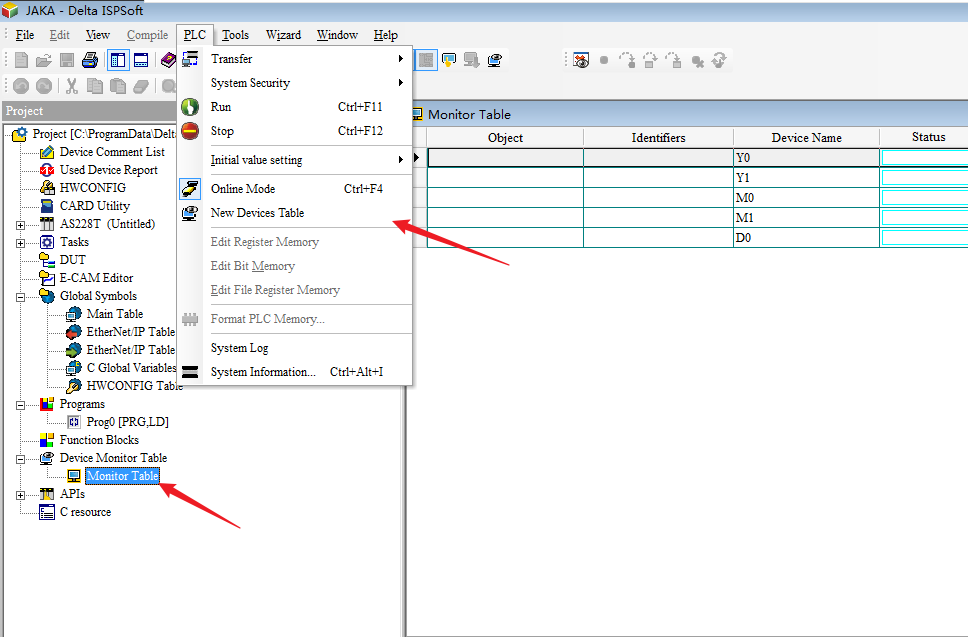 JAKA - Delta ISPSoft
File Edit View Compile PLC Tools Wizard Window Help
Transfer
System Security
Run Ctrl+F11
Stop Ctrl+F12
Initial value setting
Online Mode Ctrl+F4
New Devices Table
Edit Register Memory
Edit Bit Memory
Edit File Register Memory
Format PLC Memory...
System Log
System Information... Ctrl+Alt+I
Project
Project [C:\ProgramData\Delt
Device Comment List
Used Device Report
HWCONFIG
CARD Utility
AS228T (Untitled)
Tasks
DUT
E-CAM Editor
Global Symbols
Main Table
EtherNet/IP Table
EtherNet/IP Table
C Global Variables
HWCONFIG Table
Programs
Prog0 [PRG,LD]
Function Blocks
Device Monitor Table
Monitor Table
APIs
C resource
Monitor Table
Object Identifiers Device Name Status
Y0
Y1
M0
M1
D0